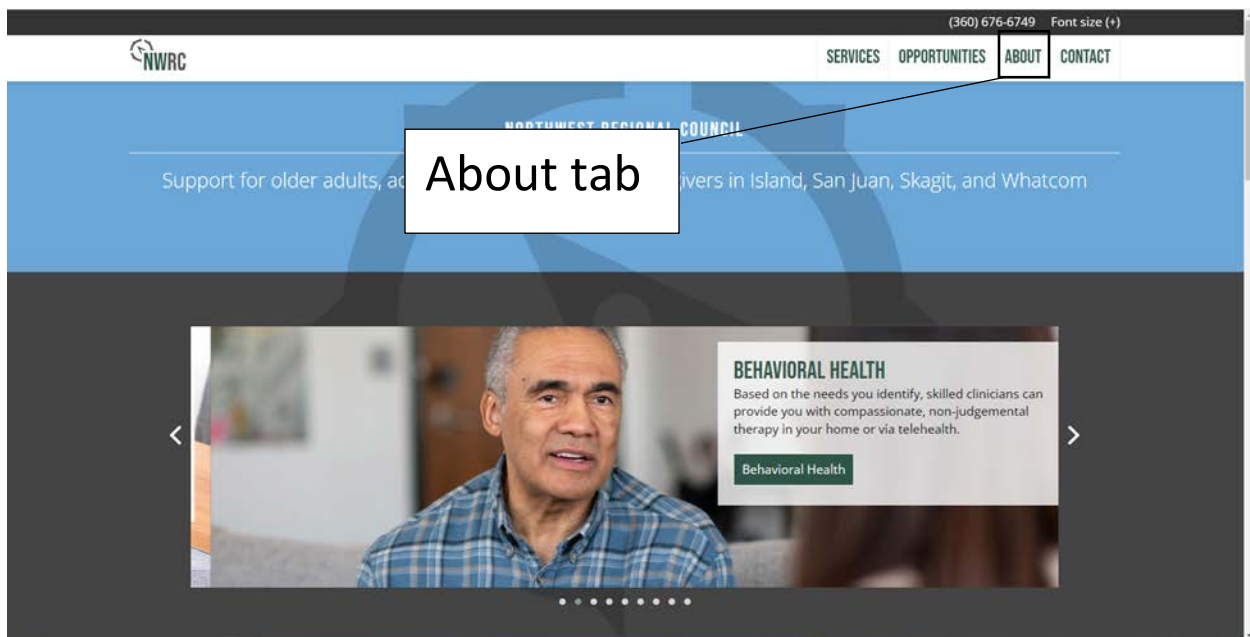 (360) 676-6749 Font size (+)
NWRC
SERVICES OPPORTUNITIES ABOUT CONTACT
COUNCIL
About tab
Support for older adults, in Island, San Juan, Skagit, and Whatcom
BEHAVIORAL HEALTH
Based on the needs you identify, skilled clinicians can
provide you with compassionate, non-judgemental
therapy in your home or via telehealth.
Behavioral Health